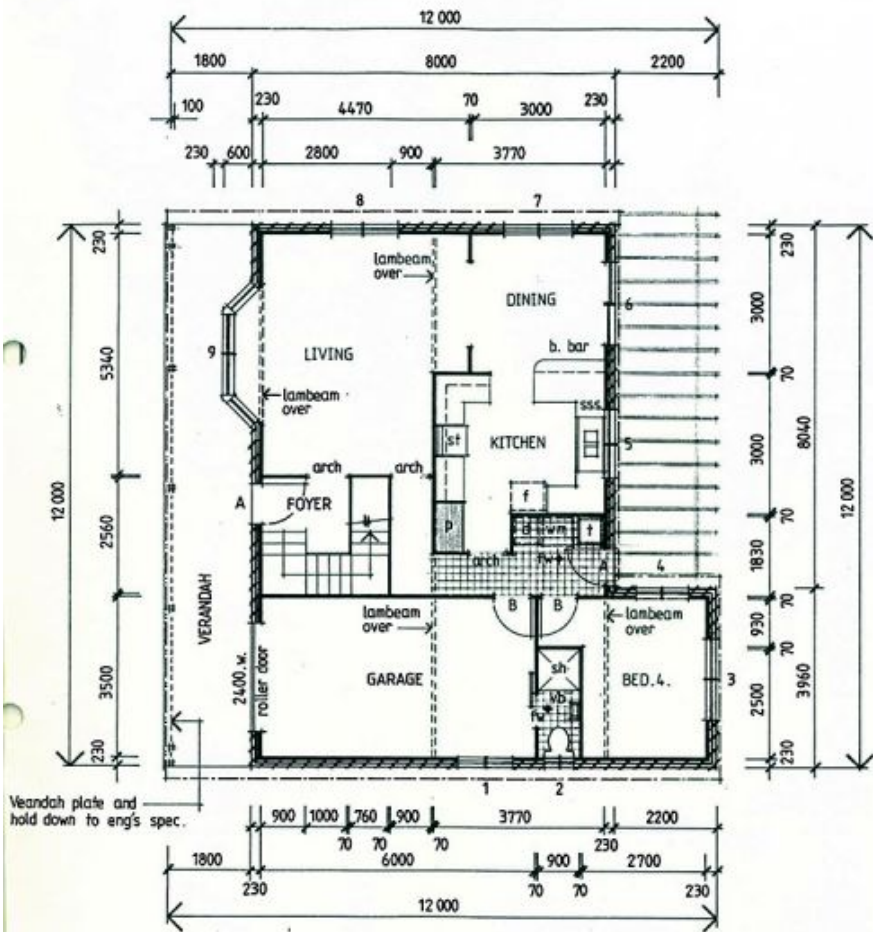 12 000
1800 8000 2200
100 230 4470 70 3000 230
230 600 2800 900 3770
8 7
230
5340
2560
3500
230
12 000
lambeam
over
DINING
6
9
LIVING
b. bar
lambeam
over
sss
st
KITCHEN
5
arch arch
A
FOYER
f
P
d wm t
arch
fw
A
4
VERANDAH
B B
lambeam
over
lambeam
over
2400.w.
roller door
GARAGE
sh
BED.4.
3
vb
fw
1 2
230
3000
70
3000
70
1830
70
930
70
2500
230
8040
3960
12 000
Veandah plate and
hold down to eng's spec.
900 1000 760 900 3770 2200
70 70 70 230
1800 6000 900 2700
230 70 70 230
12 000